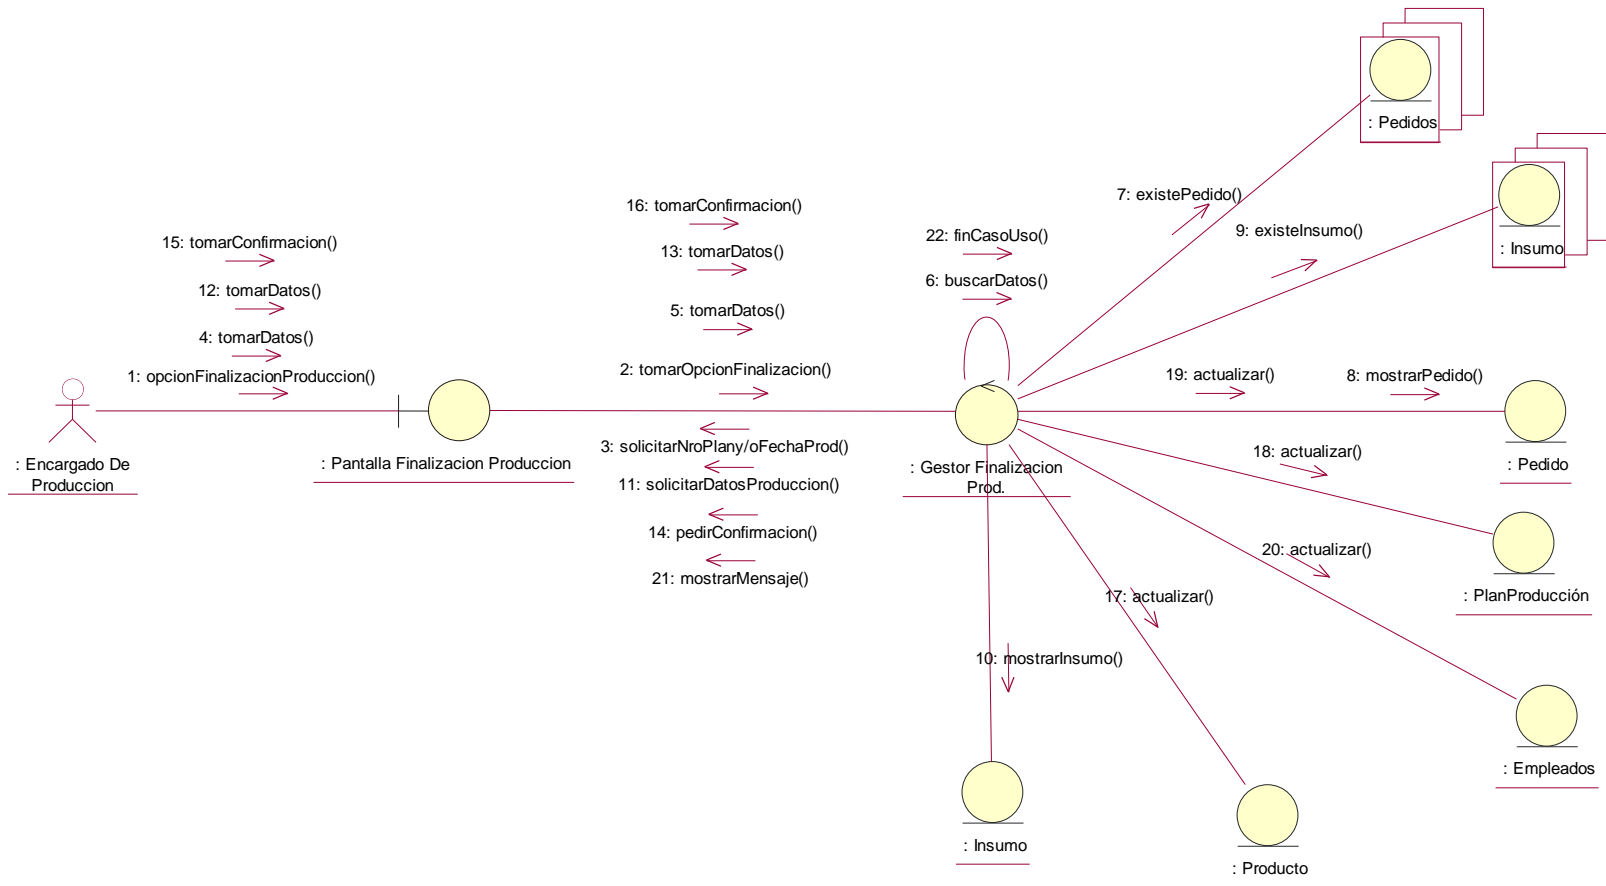 : Pedidos
: Insumo
7: existePedido()
9: existeInsumo()
16: tomarConfirmacion()
13: tomarDatos()
5: tomarDatos()
2: tomarOpcionFinalizacion()
22: finCasoUso()
6: buscarDatos()
15: tomarConfirmacion()
12: tomarDatos()
4: tomarDatos()
1: opcionFinalizacionProduccion()
19: actualizar()
8: mostrarPedido()
3: solicitarNroPlany/oFechaProd()
11: solicitarDatosProduccion()
14: pedirConfirmacion()
21: mostrarMensaje()
: Encargado De
Produccion
: Pantalla Finalizacion Produccion
: Gestor Finalizacion
Prod.
: Pedido
18: actualizar()
20: actualizar()
: PlanProducción
17: actualizar()
10: mostrarInsumo()
: Empleados
: Insumo
: Producto